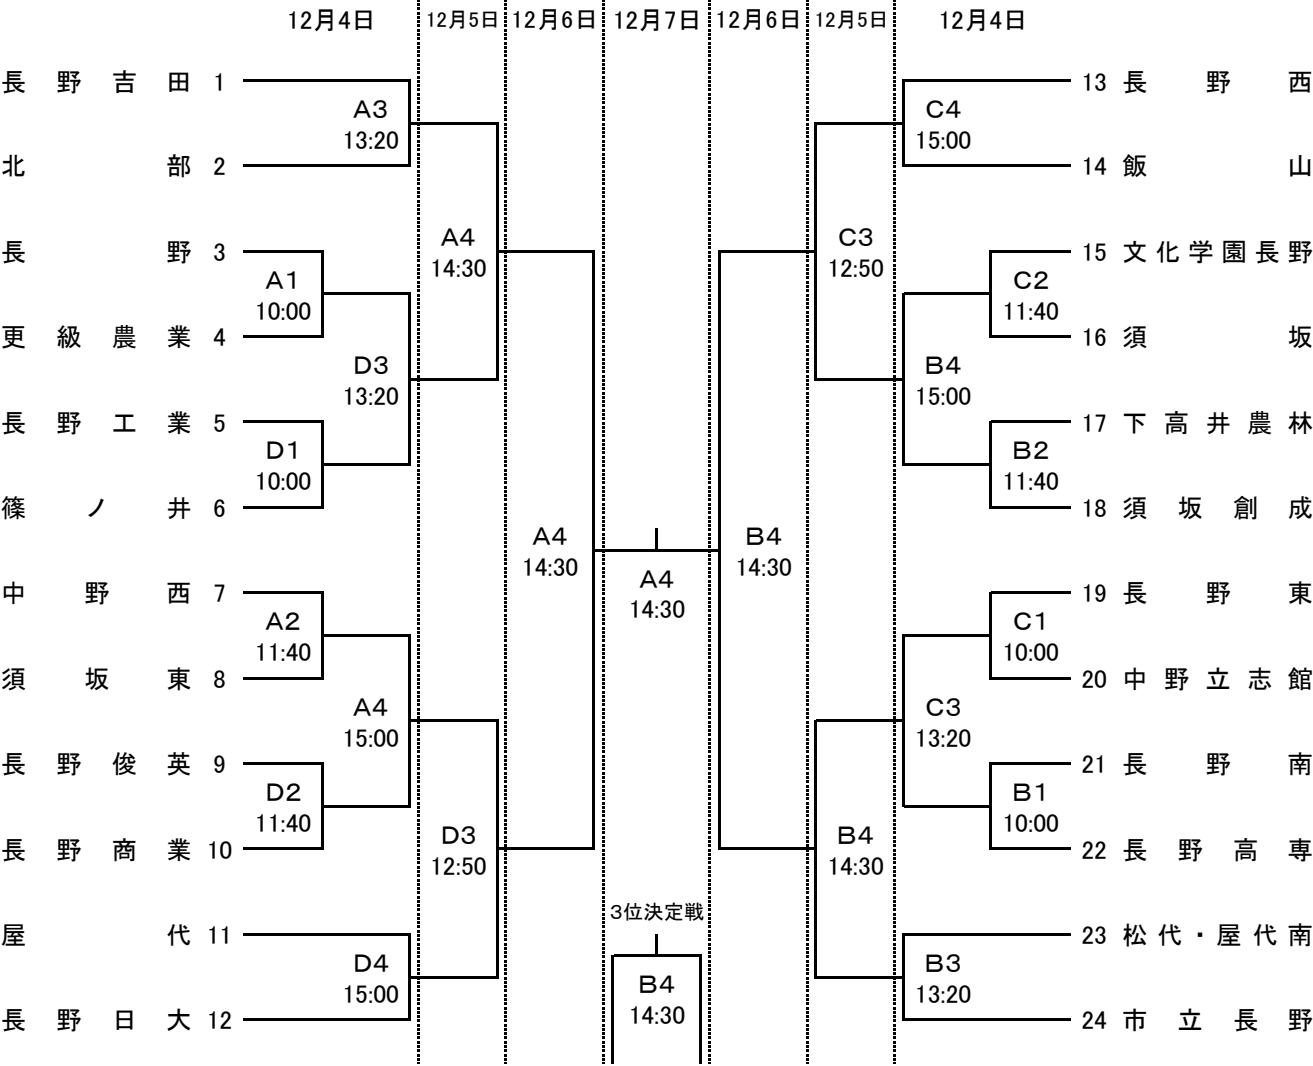 12月4日 12月5日 12月6日 12月7日 12月6日 12月5日 12月4日
長野吉田 1
A3
13:20
北部 2
A4
14:30
長野 3
A1
10:00
更級農業 4
D3
13:20
長野工業 5
D1
10:00
篠ノ井 6
A4
14:30
中野西 7
A2
11:40
須坂東 8
A4
15:00
長野俊英 9
D2
11:40
長野商業 10
D3
12:50
屋代 11
D4
15:00
長野日大 12
A4
14:30
3位決定戦
B4
14:30
13 長野西
C4
15:00
14 飯山
C3
12:50
15 文化学園長野
C2
11:40
16 須坂
B4
15:00
17 下高井農林
B2
11:40
18 須坂創成
B4
14:30
19 長野東
C1
10:00
20 中野立志館
C3
13:20
21 長野南
B1
10:00
22 長野高専
B4
14:30
23 松代・屋代南
B3
13:20
24 市立長野